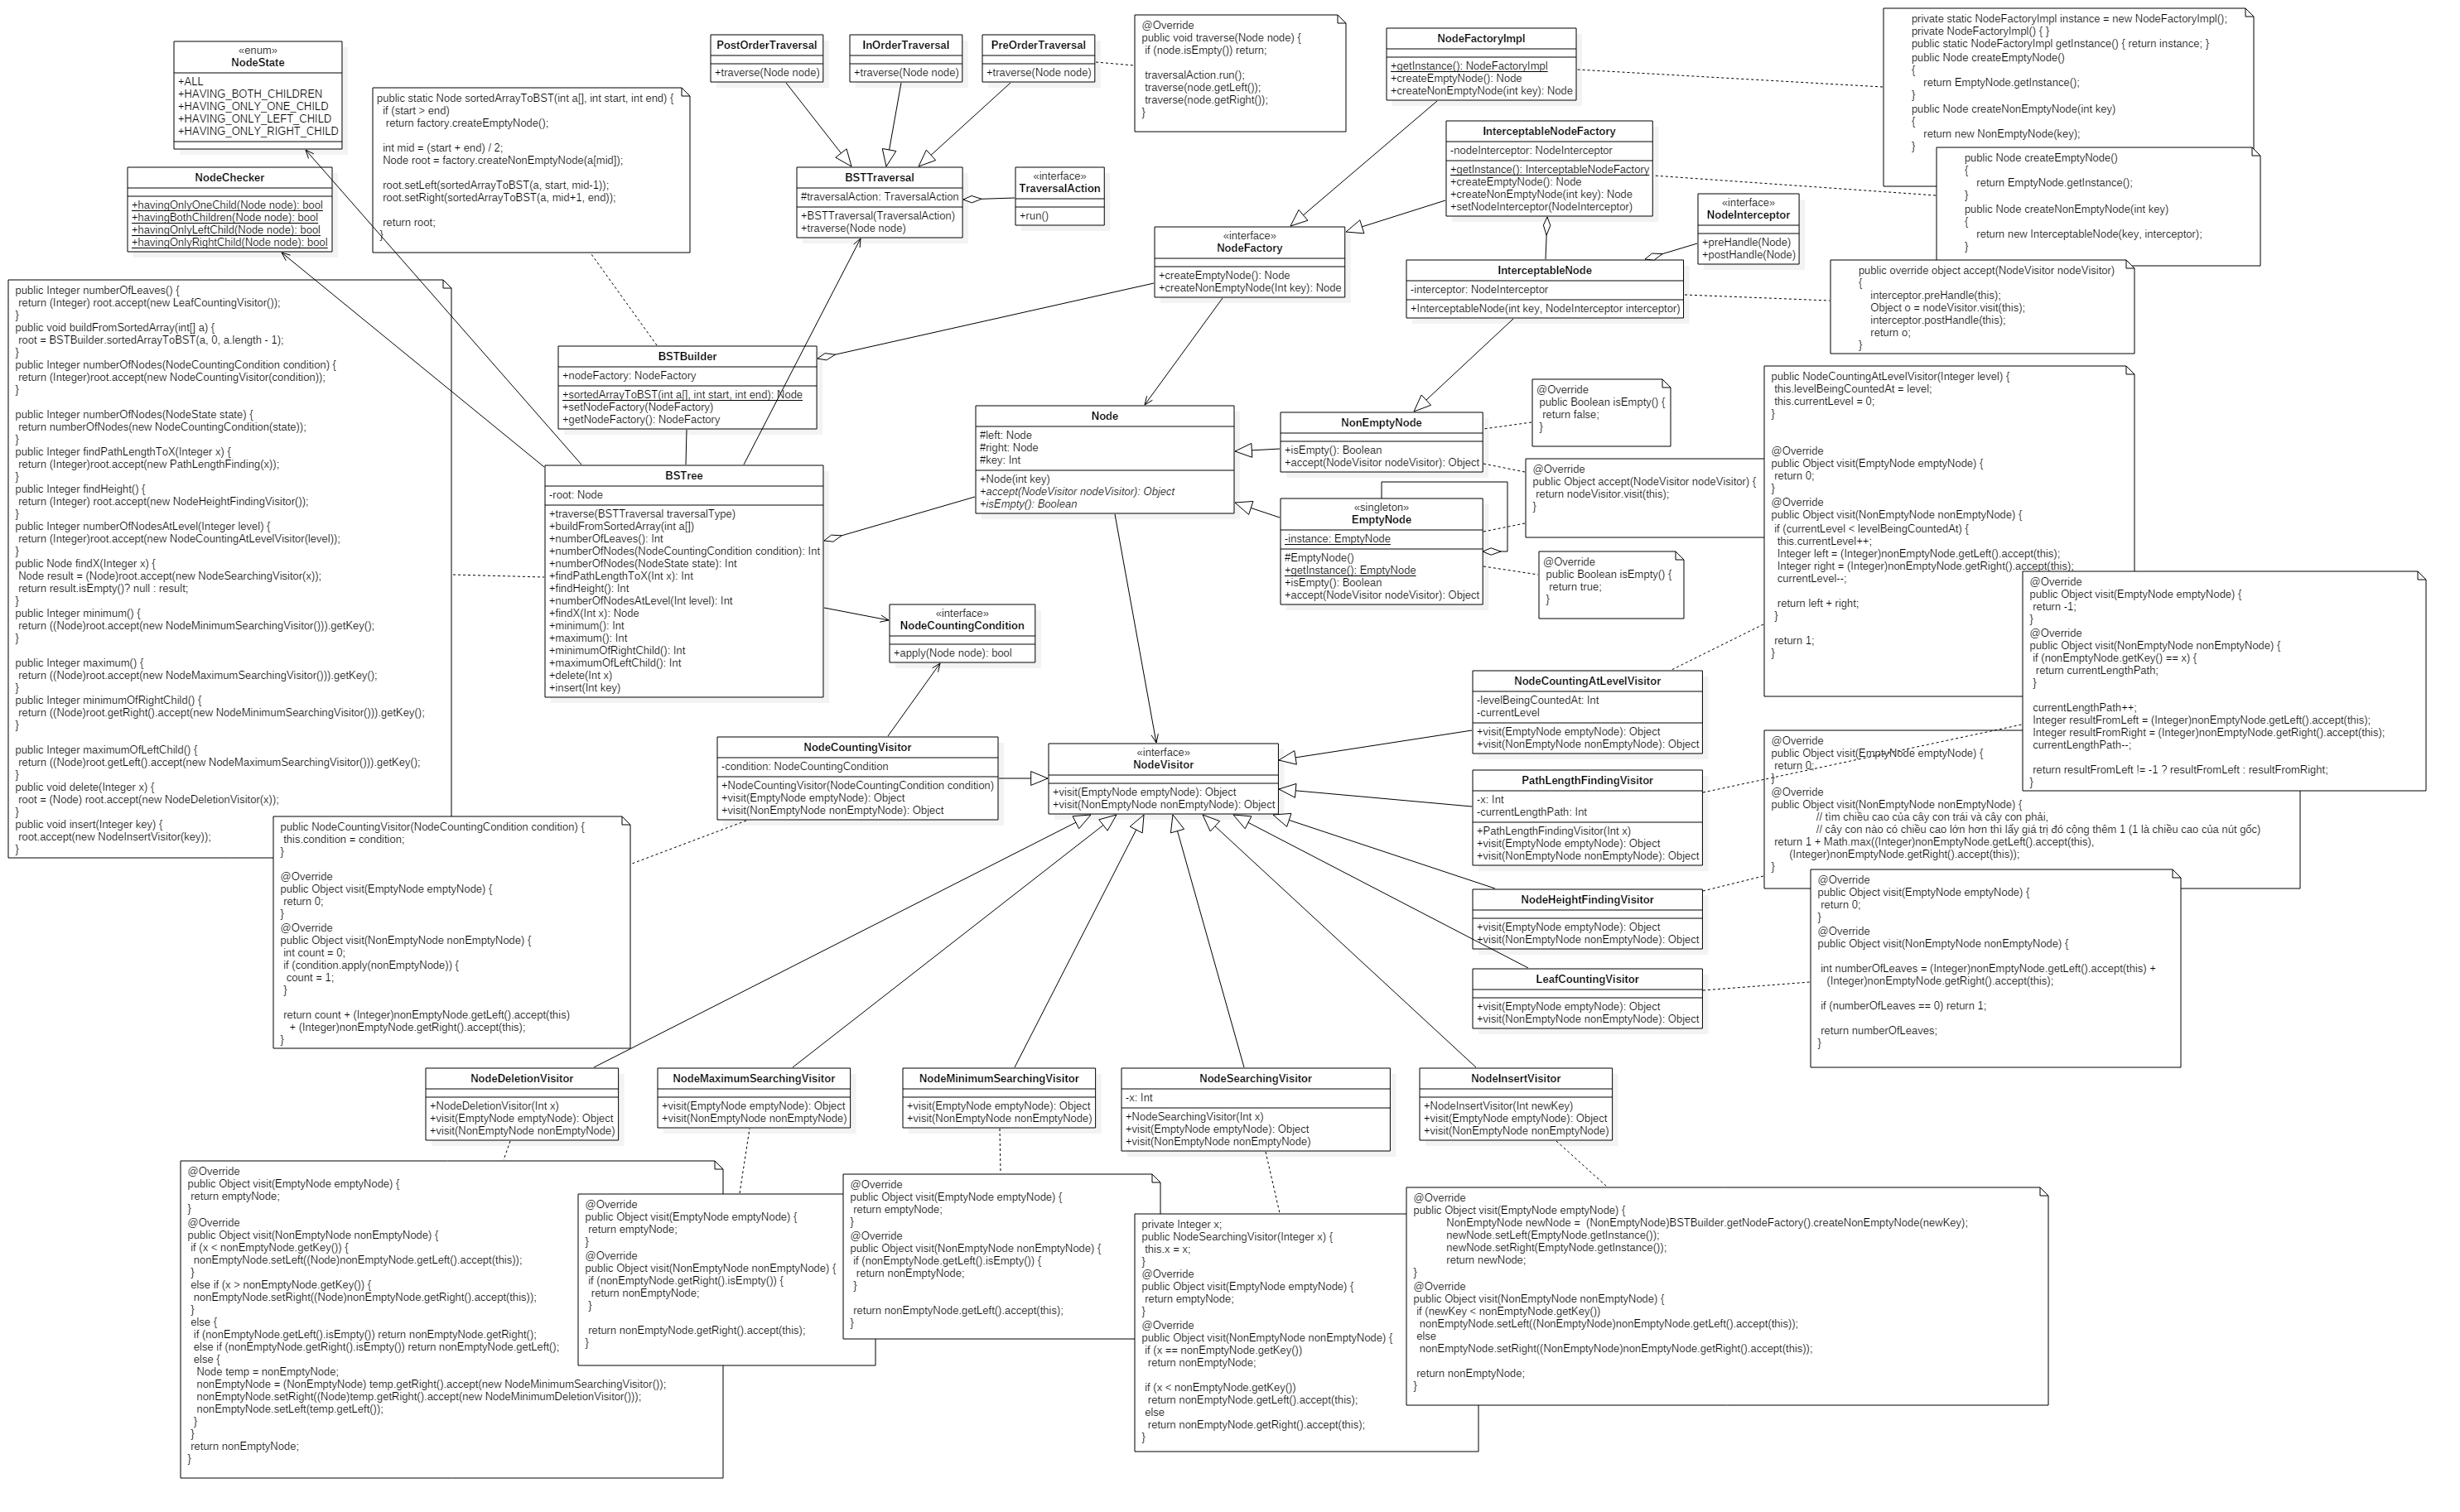 «enum»
NodeState
+ALL
+HAVING_BOTH_CHILDREN
+HAVING_ONLY_ONE_CHILD
+HAVING_ONLY_LEFT_CHILD
+HAVING_ONLY_RIGHT_CHILD
NodeChecker
+havingOnlyOneChild(Node node): bool
+havingBothChildren(Node node): bool
+havingOnlyLeftChild(Node node): bool
+havingOnlyRightChild(Node node): bool
public static Node sortedArrayToBST(int a[], int start, int end) {
if (start > end)
return factory.createEmptyNode();
int mid = (start + end) / 2;
Node root = factory.createNonEmptyNode(a[mid]);
root.setLeft(sortedArrayToBST(a, start, mid-1));
root.setRight(sortedArrayToBST(a, mid+1, end));
return root;
}
PostOrderTraversal
+traverse(Node node)
InOrderTraversal
+traverse(Node node)
PreOrderTraversal
+traverse(Node node)
@Override
public void traverse(Node node) {
if (node.isEmpty()) return;
traversalAction.run();
traverse(node.getLeft());
traverse(node.getRight());
}
BSTTraversal
#traversalAction: TraversalAction
+BSTTraversal(TraversalAction)
+traverse(Node node)
«interface»
TraversalAction
+run()
NodeFactoryImpl
+getInstance(): NodeFactoryImpl
+createEmptyNode(): Node
+createNonEmptyNode(int key): Node
private static NodeFactoryImpl instance = new NodeFactoryImpl();
private NodeFactoryImpl() { }
public static NodeFactoryImpl getInstance() { return instance; }
public Node createEmptyNode()
{
return EmptyNode.getInstance();
}
public Node createNonEmptyNode(int key)
{
return new NonEmptyNode(key);
}
InterceptableNodeFactory
-nodeInterceptor: NodeInterceptor
+getInstance(): InterceptableNodeFactory
+createEmptyNode(): Node
+createNonEmptyNode(int key): Node
+setNodeInterceptor(NodeInterceptor)
public Node createEmptyNode()
{
return EmptyNode.getInstance();
}
public Node createNonEmptyNode(int key)
{
return new InterceptableNode(key, interceptor);
}
«interface»
NodeInterceptor
+preHandle(Node)
+postHandle(Node)
«interface»
NodeFactory
+createEmptyNode(): Node
+createNonEmptyNode(Int key): Node
InterceptableNode
-interceptor: NodeInterceptor
+InterceptableNode(int key, NodeInterceptor interceptor)
public override object accept(NodeVisitor nodeVisitor)
{
interceptor.preHandle(this);
Object o = nodeVisitor.visit(this);
interceptor.postHandle(this);
return o;
}
public Integer numberOfLeaves() {
return (Integer) root.accept(new LeafCountingVisitor());
}
public void buildFromSortedArray(int[] a) {
root = BSTBuilder.sortedArrayToBST(a, 0, a.length - 1);
}
public Integer numberOfNodes(NodeCountingCondition condition) {
return (Integer)root.accept(new NodeCountingVisitor(condition));
}
public Integer numberOfNodes(NodeState state) {
return numberOfNodes(new NodeCountingCondition(state));
}
public Integer findPathLengthToX(Integer x) {
return (Integer)root.accept(new PathLengthFinding(x));
}
public Integer findHeight() {
return (Integer) root.accept(new NodeHeightFindingVisitor());
}
public Integer numberOfNodesAtLevel(Integer level) {
return (Integer)root.accept(new NodeCountingAtLevelVisitor(level));
}
public Node findX(Integer x) {
Node result = (Node)root.accept(new NodeSearchingVisitor(x));
return result.isEmpty()? null : result;
}
public Integer minimum() {
return ((Node)root.accept(new NodeMinimumSearchingVisitor())).getKey();
}
public Integer maximum() {
return ((Node)root.accept(new NodeMaximumSearchingVisitor())).getKey();
}
public Integer minimumOfRightChild() {
return ((Node)root.getRight().accept(new NodeMinimumSearchingVisitor())).getKey();
}
public Integer maximumOfLeftChild() {
return ((Node)root.getLeft().accept(new NodeMaximumSearchingVisitor())).getKey();
}
public void delete(Integer x) {
root = (Node) root.accept(new NodeDeletionVisitor(x));
}
public void insert(Integer key) {
root.accept(new NodeInsertVisitor(key));
}
BSTBuilder
+nodeFactory: NodeFactory
+sortedArrayToBST(int a[], int start, int end): Node
+setNodeFactory(NodeFactory)
+getNodeFactory(): NodeFactory
BSTree
-root: Node
+traverse(BSTTraversal traversalType)
+buildFromSortedArray(int a[])
+numberOfLeaves(): Int
+numberOfNodes(NodeCountingCondition condition): Int
+numberOfNodes(NodeState state): Int
+findPathLengthToX(Int x): Int
+findHeight(): Int
+numberOfNodesAtLevel(Int level): Int
+findX(Int x): Node
+minimum(): Int
+maximum(): Int
+minimumOfRightChild(): Int
+maximumOfLeftChild(): Int
+delete(Int x)
+insert(Int key)
Node
#left: Node
#right: Node
#key: Int
+Node(int key)
+accept(NodeVisitor nodeVisitor): Object
+isEmpty(): Boolean
NonEmptyNode
+isEmpty(): Boolean
+accept(NodeVisitor nodeVisitor): Object
@Override
public Boolean isEmpty() {
return false;
}
@Override
public Object accept(NodeVisitor nodeVisitor) {
return nodeVisitor.visit(this);
}
«singleton»
EmptyNode
-instance: EmptyNode
#EmptyNode()
+getInstance(): EmptyNode
+isEmpty(): Boolean
+accept(NodeVisitor nodeVisitor): Object
@Override
public Boolean isEmpty() {
return true;
}
public NodeCountingAtLevelVisitor(Integer level) {
this.levelBeingCountedAt = level;
this.currentLevel = 0;
}
@Override
public Object visit(EmptyNode emptyNode) {
return 0;
}
@Override
public Object visit(NonEmptyNode nonEmptyNode) {
if (currentLevel < levelBeingCountedAt) {
this.currentLevel++;
Integer left = (Integer)nonEmptyNode.getLeft().accept(this);
Integer right = (Integer)nonEmptyNode.getRight().accept(this);
currentLevel--;
return left + right;
}
return 1;
}
@Override
public Object visit(EmptyNode emptyNode) {
return -1;
}
@Override
public Object visit(NonEmptyNode nonEmptyNode) {
if (nonEmptyNode.getKey() == x) {
return currentLengthPath;
}
currentLengthPath++;
Integer resultFromLeft = (Integer)nonEmptyNode.getLeft().accept(this);
Integer resultFromRight = (Integer)nonEmptyNode.getRight().accept(this);
currentLengthPath--;
return resultFromLeft != -1 ? resultFromLeft : resultFromRight;
}
«interface»
NodeCountingCondition
+apply(Node node): bool
NodeCountingVisitor
-condition: NodeCountingCondition
+NodeCountingVisitor(NodeCountingCondition condition)
+visit(EmptyNode emptyNode): Object
+visit(NonEmptyNode nonEmptyNode): Object
«interface»
NodeVisitor
+visit(EmptyNode emptyNode): Object
+visit(NonEmptyNode nonEmptyNode): Object
NodeCountingAtLevelVisitor
-levelBeingCountedAt: Int
-currentLevel
+visit(EmptyNode emptyNode): Object
+visit(NonEmptyNode nonEmptyNode): Object
PathLengthFindingVisitor
-x: Int
-currentLengthPath: Int
+PathLengthFindingVisitor(Int x)
+visit(EmptyNode emptyNode): Object
+visit(NonEmptyNode nonEmptyNode): Object
@Override
public Object visit(EmptyNode emptyNode) {
return 0;
}
@Override
public Object visit(NonEmptyNode nonEmptyNode) {
// tìm chiều cao của cây con trái và cây con phải,
// cây con nào có chiều cao lớn hơn thì lấy giá trị đó cộng thêm 1 (1 là chiều cao của nút gốc)
return 1 + Math.max((Integer)nonEmptyNode.getLeft().accept(this),
(Integer)nonEmptyNode.getRight().accept(this));
}
NodeHeightFindingVisitor
+visit(EmptyNode emptyNode): Object
+visit(NonEmptyNode nonEmptyNode): Object
LeafCountingVisitor
+visit(EmptyNode emptyNode): Object
+visit(NonEmptyNode nonEmptyNode): Object
@Override
public Object visit(EmptyNode emptyNode) {
return 0;
}
@Override
public Object visit(NonEmptyNode nonEmptyNode) {
int numberOfLeaves = (Integer)nonEmptyNode.getLeft().accept(this) +
(Integer)nonEmptyNode.getRight().accept(this);
if (numberOfLeaves == 0) return 1;
return numberOfLeaves;
}
public NodeCountingVisitor(NodeCountingCondition condition) {
this.condition = condition;
}
@Override
public Object visit(EmptyNode emptyNode) {
return 0;
}
@Override
public Object visit(NonEmptyNode nonEmptyNode) {
int count = 0;
if (condition.apply(nonEmptyNode)) {
count = 1;
}
return count + (Integer)nonEmptyNode.getLeft().accept(this)
+ (Integer)nonEmptyNode.getRight().accept(this);
}
NodeDeletionVisitor
+NodeDeletionVisitor(Int x)
+visit(EmptyNode emptyNode): Object
+visit(NonEmptyNode nonEmptyNode)
NodeMaximumSearchingVisitor
+visit(EmptyNode emptyNode): Object
+visit(NonEmptyNode nonEmptyNode)
NodeMinimumSearchingVisitor
+visit(EmptyNode emptyNode): Object
+visit(NonEmptyNode nonEmptyNode)
NodeSearchingVisitor
-x: Int
+NodeSearchingVisitor(Int x)
+visit(EmptyNode emptyNode): Object
+visit(NonEmptyNode nonEmptyNode)
NodeInsertVisitor
+NodeInsertVisitor(Int newKey)
+visit(EmptyNode emptyNode): Object
+visit(NonEmptyNode nonEmptyNode)
@Override
public Object visit(EmptyNode emptyNode) {
return emptyNode;
}
@Override
public Object visit(NonEmptyNode nonEmptyNode) {
if (x < nonEmptyNode.getKey()) {
nonEmptyNode.setLeft((Node)nonEmptyNode.getLeft().accept(this));
}
else if (x > nonEmptyNode.getKey()) {
nonEmptyNode.setRight((Node)nonEmptyNode.getRight().accept(this));
}
else {
if (nonEmptyNode.getLeft().isEmpty()) return nonEmptyNode.getRight();
else if (nonEmptyNode.getRight().isEmpty()) return nonEmptyNode.getLeft();
else {
Node temp = nonEmptyNode;
nonEmptyNode = (NonEmptyNode) temp.getRight().accept(new NodeMinimumSearchingVisitor());
nonEmptyNode.setRight((Node)temp.getRight().accept(new NodeMinimumDeletionVisitor()));
nonEmptyNode.setLeft(temp.getLeft());
}
}
return nonEmptyNode;
}
@Override
public Object visit(EmptyNode emptyNode) {
return emptyNode;
}
@Override
public Object visit(NonEmptyNode nonEmptyNode) {
if (nonEmptyNode.getRight().isEmpty()) {
return nonEmptyNode;
}
return nonEmptyNode.getRight().accept(this);
}
@Override
public Object visit(EmptyNode emptyNode) {
return emptyNode;
}
@Override
public Object visit(NonEmptyNode nonEmptyNode) {
if (nonEmptyNode.getLeft().isEmpty()) {
return nonEmptyNode;
}
return nonEmptyNode.getLeft().accept(this);
}
private Integer x;
public NodeSearchingVisitor(Integer x) {
this.x = x;
}
@Override
public Object visit(EmptyNode emptyNode) {
return emptyNode;
}
@Override
public Object visit(NonEmptyNode nonEmptyNode) {
if (x == nonEmptyNode.getKey())
return nonEmptyNode;
if (x < nonEmptyNode.getKey())
return nonEmptyNode.getLeft().accept(this);
else
return nonEmptyNode.getRight().accept(this);
}
@Override
public Object visit(EmptyNode emptyNode) {
NonEmptyNode newNode = (NonEmptyNode)BSTBuilder.getNodeFactory().createNonEmptyNode(newKey);
newNode.setLeft(EmptyNode.getInstance());
newNode.setRight(EmptyNode.getInstance());
return newNode;
}
@Override
public Object visit(NonEmptyNode nonEmptyNode) {
if (newKey < nonEmptyNode.getKey())
nonEmptyNode.setLeft((NonEmptyNode)nonEmptyNode.getLeft().accept(this));
else
nonEmptyNode.setRight((NonEmptyNode)nonEmptyNode.getRight().accept(this));
return nonEmptyNode;
}